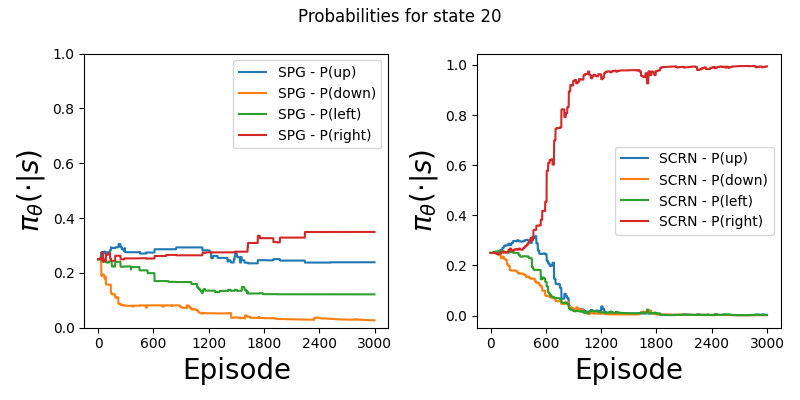 Probabilities for state 20
1.0
0.8
0.6
0.4
0.2
0.0
πθ(·|s)
SPG - P(up)
SPG - P(down)
SPG - P(left)
SPG - P(right)
0 600 1200 1800 2400 3000
Episode
1.0
0.8
0.6
0.4
0.2
0.0
πθ(·|s)
SCRN - P(up)
SCRN - P(down)
SCRN - P(left)
SCRN - P(right)
0 600 1200 1800 2400 3000
Episode